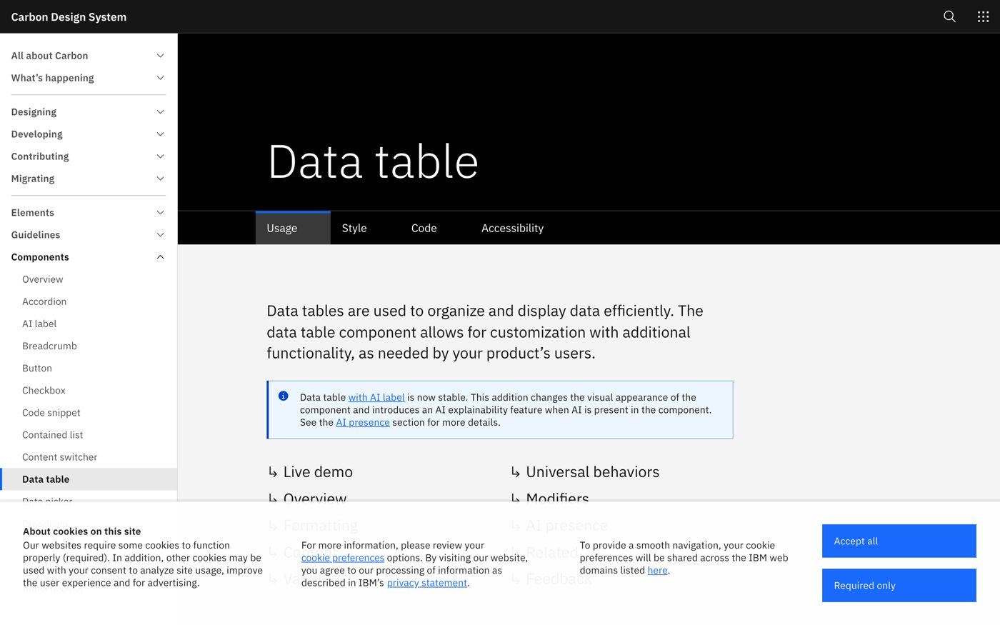 Carbon Design System
All about Carbon
What's happening
Designing
Developing
Contributing
Migrating
Elements
Guidelines
Components
Overview
Accordion
AI label
Breadcrumb
Button
Checkbox
Code snippet
Contained list
Content switcher
Data table
Date picker
Data table
Usage
Style
Code
Accessibility
Data tables are used to organize and display data efficiently. The
data table component allows for customization with additional
functionality, as needed by your product's users.
Data table with AI label is now stable. This addition changes the visual appearance of the
component and introduces an AI explainability feature when AI is present in the component.
See the AI presence section for more details.
↳ Live demo
↳ Overview
↳ Formatting
↳ Universal behaviors
↳ Modifiers
↳ AI presence
↳ Related
↳ Feedback
About cookies on this site
Our websites require some cookies to function
properly (required). In addition, other cookies may be
used with your consent to analyze site usage, improve
the user experience and for advertising.
For more information, please review your
cookie preferences options. By visiting our website,
you agree to our processing of information as
described in IBM's privacy statement.
To provide a smooth navigation, your cookie
preferences will be shared across the IBM web
domains listed here.
Accept all
Required only